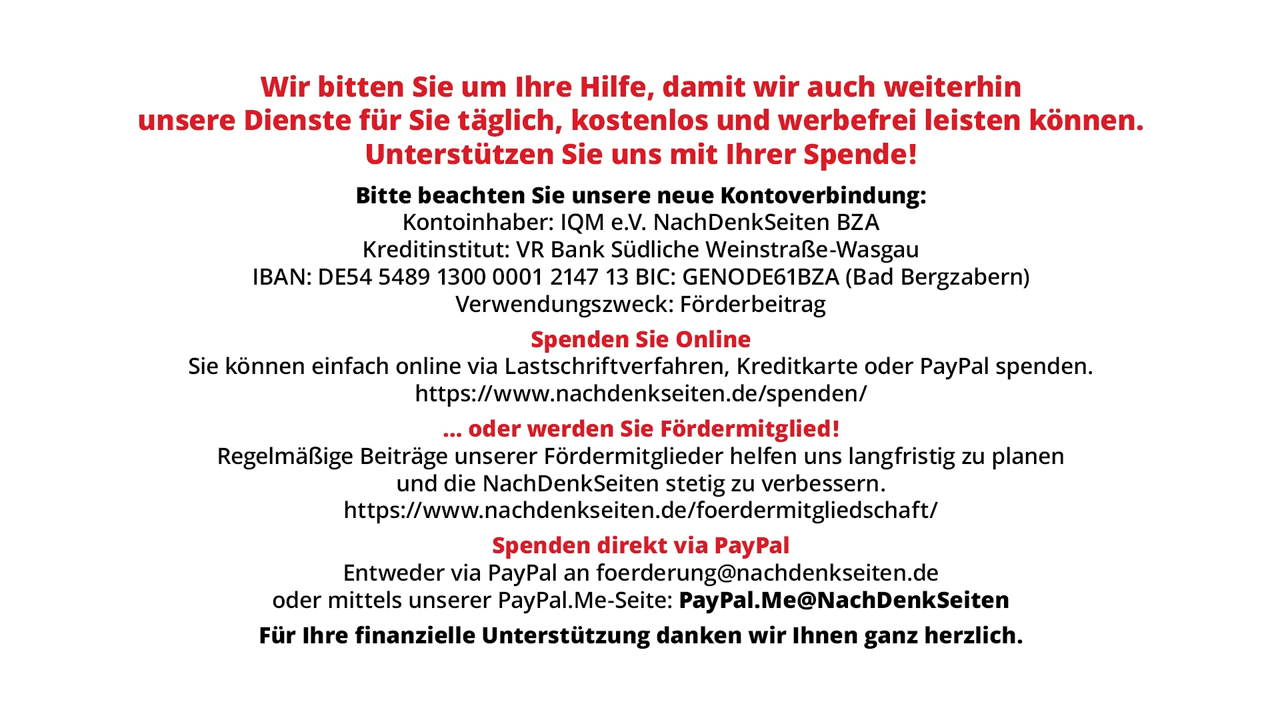 Wir bitten Sie um Ihre Hilfe, damit wir auch weiterhin
unsere Dienste für Sie täglich, kostenlos und werbefrei leisten können.
Unterstützen Sie uns mit Ihrer Spende!
Bitte beachten Sie unsere neue Kontoverbindung:
Kontoinhaber: IQM e.V. NachDenkSeiten BZA
Kreditinstitut: VR Bank Südliche Weinstraße-Wasgau
IBAN: DE54 5489 1300 0001 2147 13 BIC: GENODE61BZA (Bad Bergzabern)
Verwendungszweck: Förderbeitrag
Spenden Sie Online
Sie können einfach online via Lastschriftverfahren, Kreditkarte oder PayPal spenden.
https://www.nachdenkseiten.de/spenden/
... oder werden Sie Fördermitglied!
Regelmäßige Beiträge unserer Fördermitglieder helfen uns langfristig zu planen
und die NachDenkSeiten stetig zu verbessern.
https://www.nachdenkseiten.de/foerdermitgliedschaft/
Spenden direkt via PayPal
Entweder via PayPal an foerderung@nachdenkseiten.de
oder mittels unserer PayPal.Me-Seite: PayPal.Me@NachDenkSeiten
Für Ihre finanzielle Unterstützung danken wir Ihnen ganz herzlich.